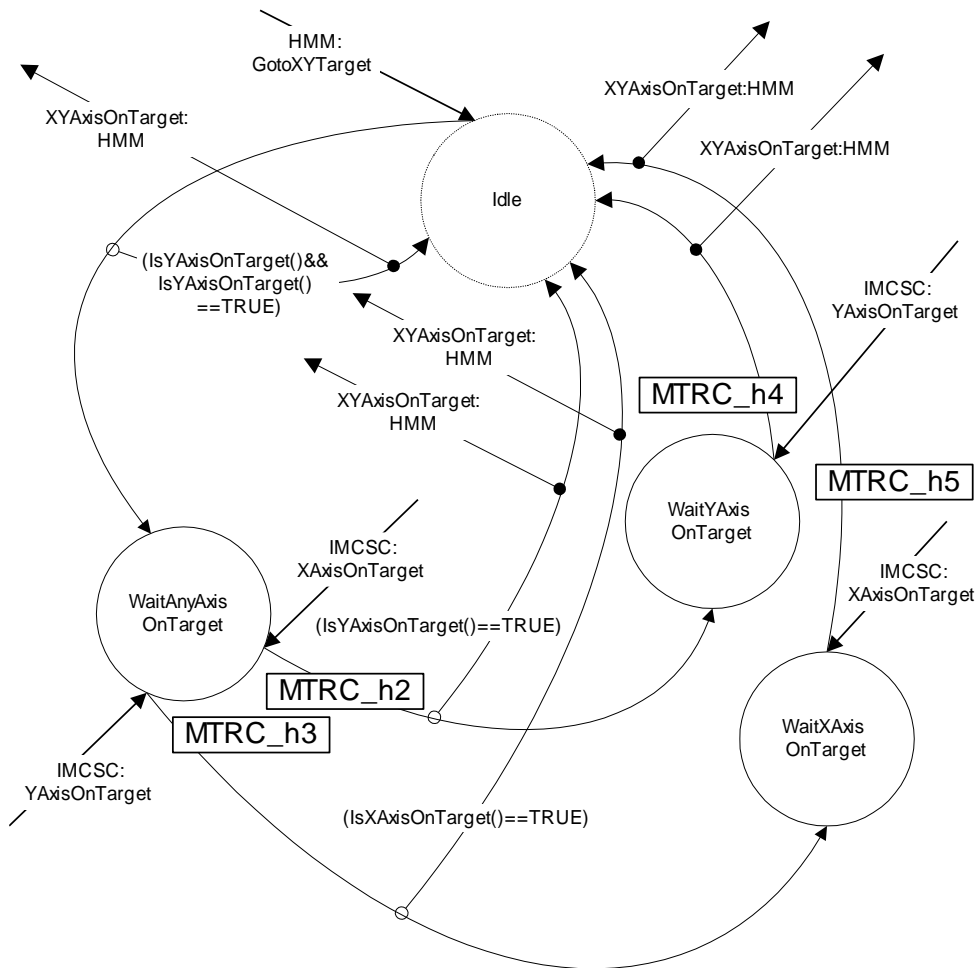 HMM:
GotoXYTarget
XYAxisOnTarget:HMM
XYAxisOnTarget:
HMM
XYAxisOnTarget:HMM
Idle
(IsYAxisOnTarget()&&
IsYAxisOnTarget()
==TRUE)
IMCSC:
YAxisOnTarget
XYAxisOnTarget:
HMM
XYAxisOnTarget:
HMM
MTRC_h4
MTRC_h5
WaitYAxis
OnTarget
IMCSC:
XAxisOnTarget
IMCSC:
XAxisOnTarget
WaitAnyAxis
OnTarget
(IsYAxisOnTarget()==TRUE)
MTRC_h2
MTRC_h3
WaitXAxis
OnTarget
IMCSC:
YAxisOnTarget
(IsXAxisOnTarget()==TRUE)